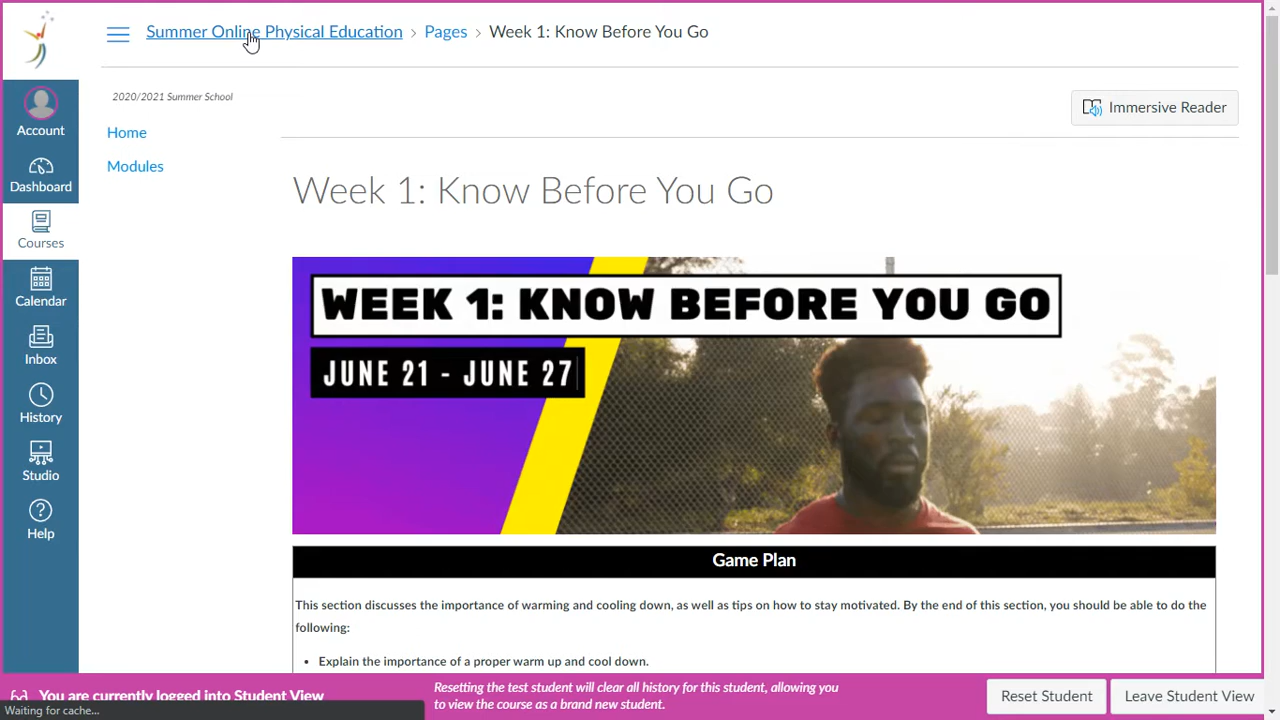 Summer Online Physical Education > Pages > Week 1: Know Before You Go
2020/2021 Summer School
Immersive Reader
Home
Modules
Account
Dashboard
Courses
Calendar
Inbox
History
Studio
Help
Week 1: Know Before You Go
WEEK 1: KNOW BEFORE YOU GO
JUNE 21 - JUNE 27
Game Plan
This section discusses the importance of warming and cooling down, as well as tips on how to stay motivated. By the end of this section, you should be able to do the
following:
• Explain the importance of a proper warm up and cool down.
You are currently logged into Student View
Resetting the test student will clear all history for this student, allowing you
to view the course as a brand new student.
Reset Student
Leave Student View
Waiting for cache...